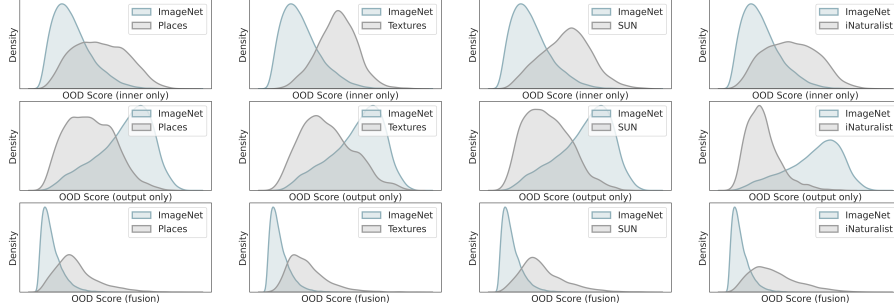 Density
ImageNet
Places
OOD Score (inner only)
Density
ImageNet
Textures
OOD Score (inner only)
Density
ImageNet
SUN
OOD Score (inner only)
Density
ImageNet
iNaturalist
OOD Score (inner only)
Density
ImageNet
Places
OOD Score (output only)
Density
ImageNet
Textures
OOD Score (output only)
Density
ImageNet
SUN
OOD Score (output only)
Density
ImageNet
iNaturalist
OOD Score (output only)
Density
ImageNet
Places
OOD Score (fusion)
Density
ImageNet
Textures
OOD Score (fusion)
Density
ImageNet
SUN
OOD Score (fusion)
Density
ImageNet
iNaturalist
OOD Score (fusion)